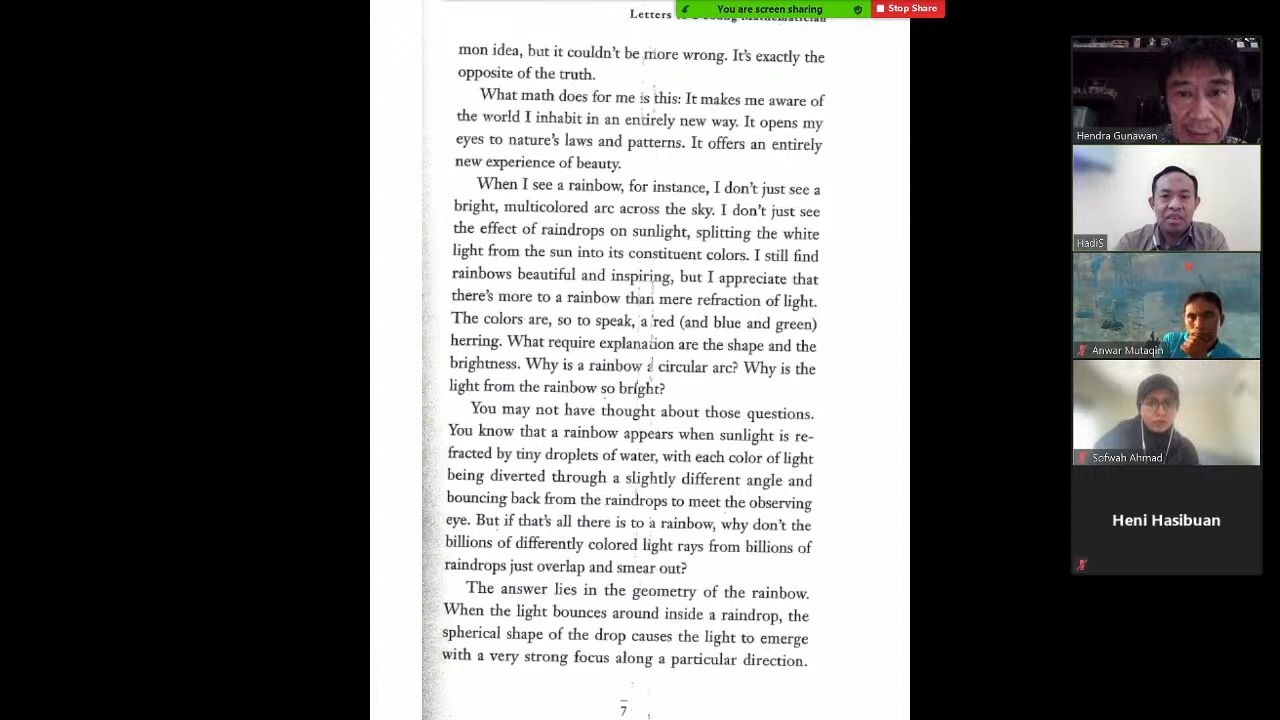 Letters
You are screen sharing
Stop Share
mon idea, but it couldn't be more wrong. It's exactly the
opposite of the truth.
What math does for me is this: It makes me aware of
the world I inhabit in an entirely new way. It opens my
eyes to nature's laws and patterns. It offers an entirely
new experience of beauty.
When I see a rainbow, for instance, I don't just see a
bright, multicolored arc across the sky. I don't just see
the effect of raindrops on sunlight, splitting the white
light from the sun into its constituent colors. I still find
rainbows beautiful and inspiring, but I appreciate that
there's more to a rainbow than mere refraction of light.
The colors are, so to speak, a red (and blue and green)
herring. What require explanation are the shape and the
brightness. Why is a rainbow a circular arc? Why is the
light from the rainbow so bright?
You may not have thought about those questions.
You know that a rainbow appears when sunlight is re-
fracted by tiny droplets of water, with each color of light
being diverted through a slightly different angle and
bouncing back from the raindrops to meet the observing
eye. But if that's all there is to a rainbow, why don't the
billions of differently colored light rays from billions of
raindrops just overlap and smear out?
The answer lies in the geometry of the rainbow.
When the light bounces around inside a raindrop, the
spherical shape of the drop causes the light to emerge
with a very strong focus along a particular direction.
7
Hendra Gunawan
HadiS
Anwar Mutaqin
Sofwah Ahmad
Heni Hasibuan